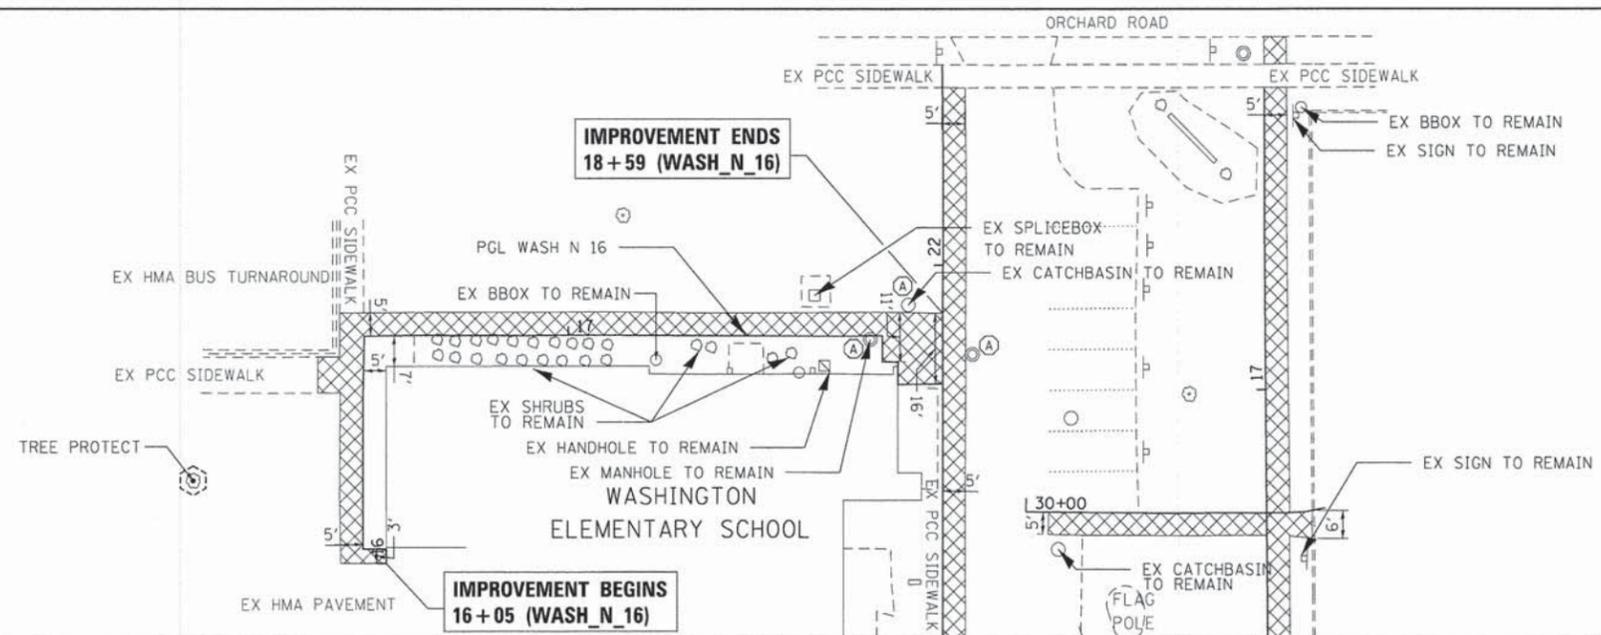 ORCHARD ROAD
EX PCC SIDEWALK
EX PCC SIDEWALK
5'
5'
EX BBOX TO REMAIN
EX SIGN TO REMAIN
IMPROVEMENT ENDS
18+59 (WASH_N_16)
EX PCC SIDEWALK
PGL WASH N 16
EX SPLICEBOX
TO REMAIN
22
EX HMA BUS TURNAROUND
EX BBOX TO REMAIN
EX CATCHBASIN TO REMAIN
A
11'
5'
17
A
A
5'
7'
EX PCC SIDEWALK
17
16'
EX SHRUBS
TO REMAIN
EX HANDHOLE TO REMAIN
EX MANHOLE TO REMAIN
TREE PROTECT
EX SIGN TO REMAIN
WASHINGTON
ELEMENTARY SCHOOL
5'
EX PCC SIDEWALK
30+00
5'
6'
5'
3'
16
IMPROVEMENT BEGINS
16+05 (WASH_N_16)
EX HMA PAVEMENT
EX CATCHBASIN
TO REMAIN
FLAG
POLE